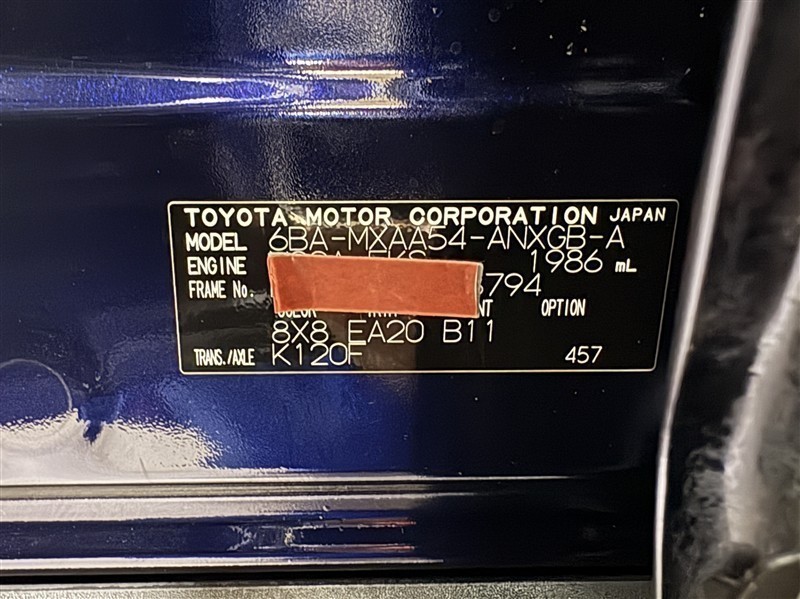 TOYOTA MOTOR CORPORATION JAPAN
MODEL 6BA-MXAA54-ANXGB-A
ENGINE 1986 mL
FRAME No. 794
OPTION
8X8 EA20 B11
TRANS./AXLE K120F 457